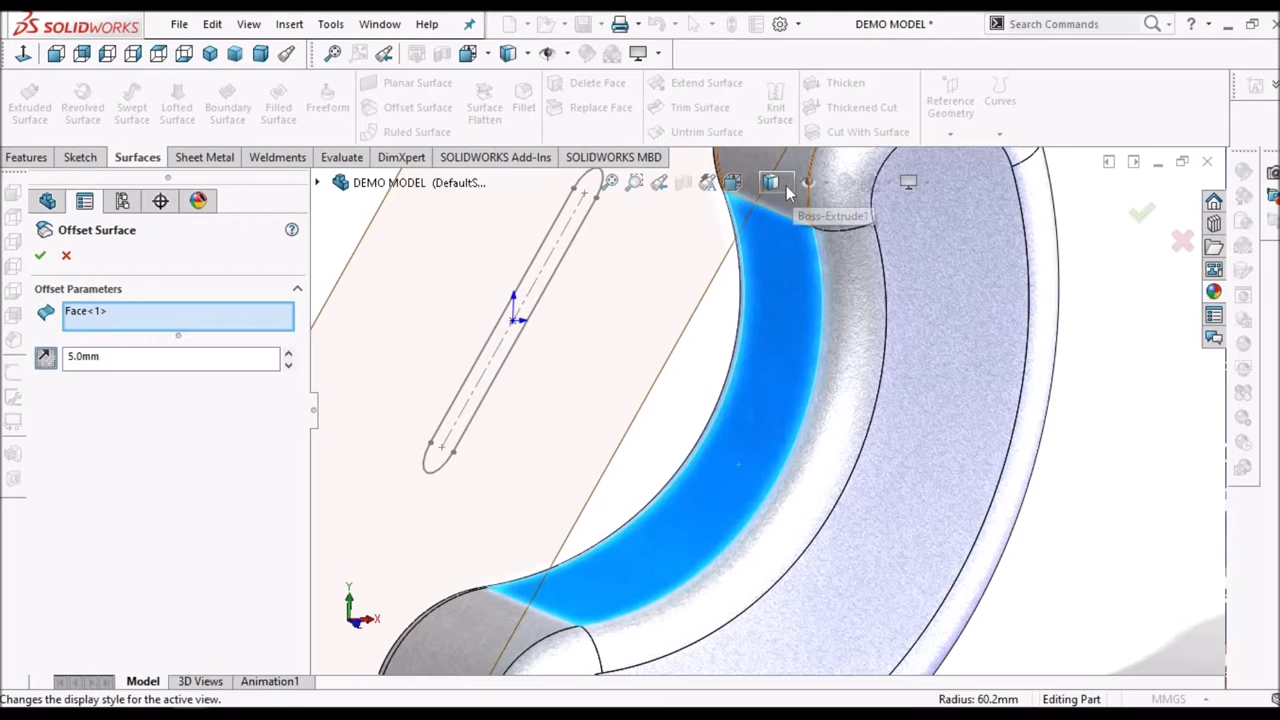 SOLIDWORKS File Edit View Insert Tools Window Help DEMO MODEL * Search Commands ?
Extruded Surface
Revolved Surface
Swept Surface
Lofted Surface
Boundary Surface
Filled Surface
Freeform
Planar Surface
Offset Surface
Ruled Surface
Surface Flatten
Fillet
Delete Face
Replace Face
Extend Surface
Trim Surface
Untrim Surface
Knit Surface
Thicken
Thickened Cut
Cut With Surface
Reference Geometry
Curves
Features Sketch Surfaces Sheet Metal Weldments Evaluate DimXpert SOLIDWORKS Add-Ins SOLIDWORKS MBD
DEMO MODEL (DefaultS...
Boss-Extrude1
Offset Surface
Offset Parameters
Face<1>
5.0mm
Y
X
Model 3D Views Animation1
Changes the display style for the active view. Radius: 60.2mm Editing Part MMGS